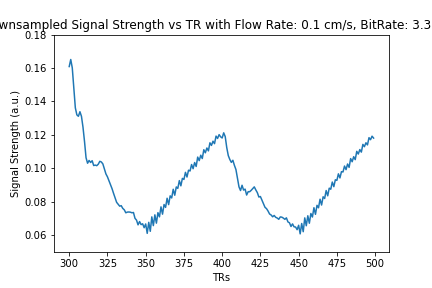 wnsampled Signal Strength vs TR with Flow Rate: 0.1 cm/s, BitRate: 3.3
0.18
0.16
0.14
0.12
0.10
0.08
0.06
Signal Strength (a.u.)
300 325 350 375 400 425 450 475 500
TRs